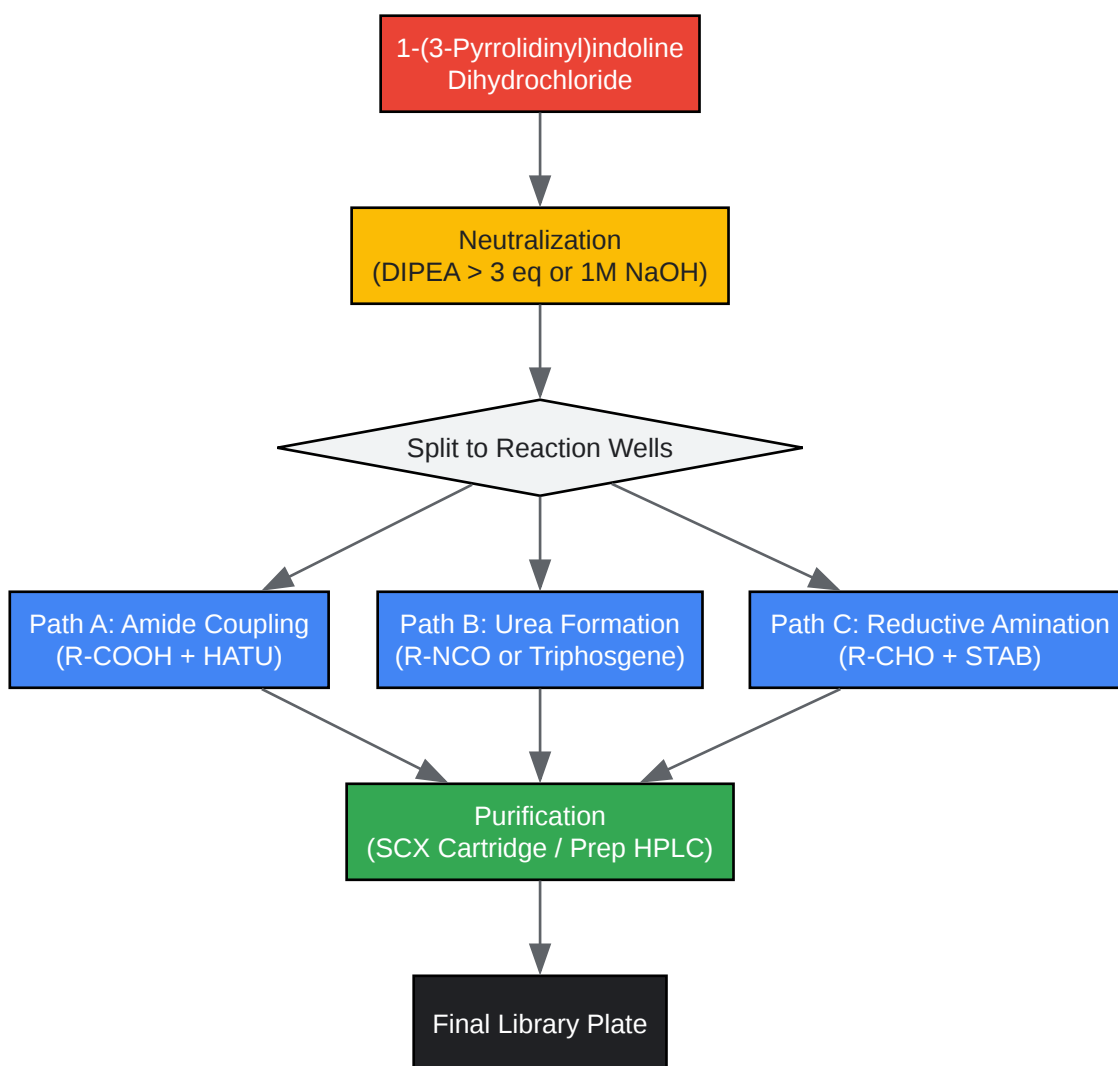 1-(3-Pyrrolidinyl)indoline
Dihydrochloride
Neutralization
(DIPEA > 3 eq or 1M NaOH)
Split to Reaction Wells
Path A: Amide Coupling
(R-COOH + HATU)
Path B: Urea Formation
(R-NCO or Triphosgene)
Path C: Reductive Amination
(R-CHO + STAB)
Purification
(SCX Cartridge / Prep HPLC)
Final Library Plate